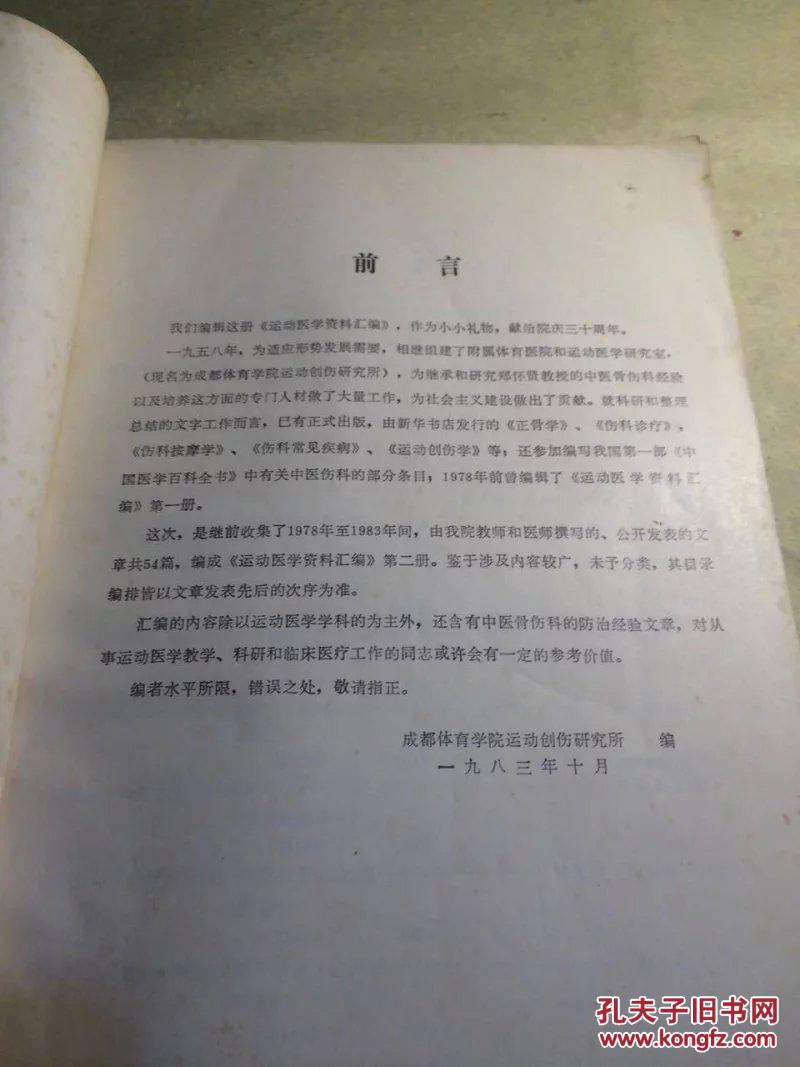 前 言
我们编辑这册《运动医学资料汇编》，作为小小礼物，献给院庆三十周年。
一九五八年，为适应形势发展需要，相继组建了附属体育医院和运动医学研究室，
（现名为成都体育学院运动创伤研究所），为继承和研究郑怀贤教授的中医骨伤科经验
以及培养这方面的专门人材做了大量工作，为社会主义建设做出了贡献。就科研和整理
总结的文字工作而言，已有正式出版，由新华书店发行的《正骨学》、《伤科诊疗》，
《伤科按摩学》、《伤科常见疾病》、《运动创伤学》等；还参加编写我国第一部《中
国医学百科全书》中有关中医伤科的部分条目；1978年前曾编辑了《运动医学资料汇
编》第一册。
这次，是继前收集了1978年至1983年间，由我院教师和医师撰写的、公开发表的文
章共54篇，编成《运动医学资料汇编》第二册。鉴于涉及内容较广，未予分类，其目录
编排皆以文章发表先后的次序为准。
汇编的内容除以运动医学学科的为主外，还含有中医骨伤科的防治经验文章，对从
事运动医学教学、科研和临床医疗工作的同志或许会有一定的参考价值。
编者水平所限，错误之处，敬请指正。
成都体育学院运动创伤研究所 编
一九八三年十月
孔夫子旧书网
www.kongfz.com